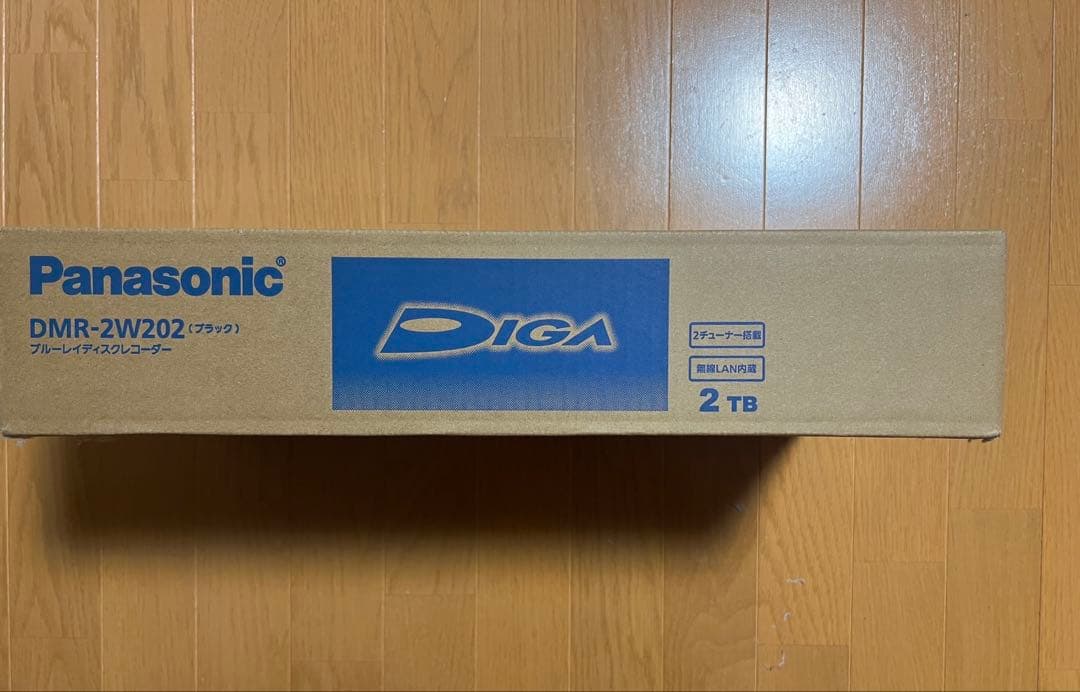 Panasonic®
DMR-2W202(ブラック)
ブルーレイディスクレコーダー
DIGA
2チューナー搭載
無線LAN内蔵
2 TB